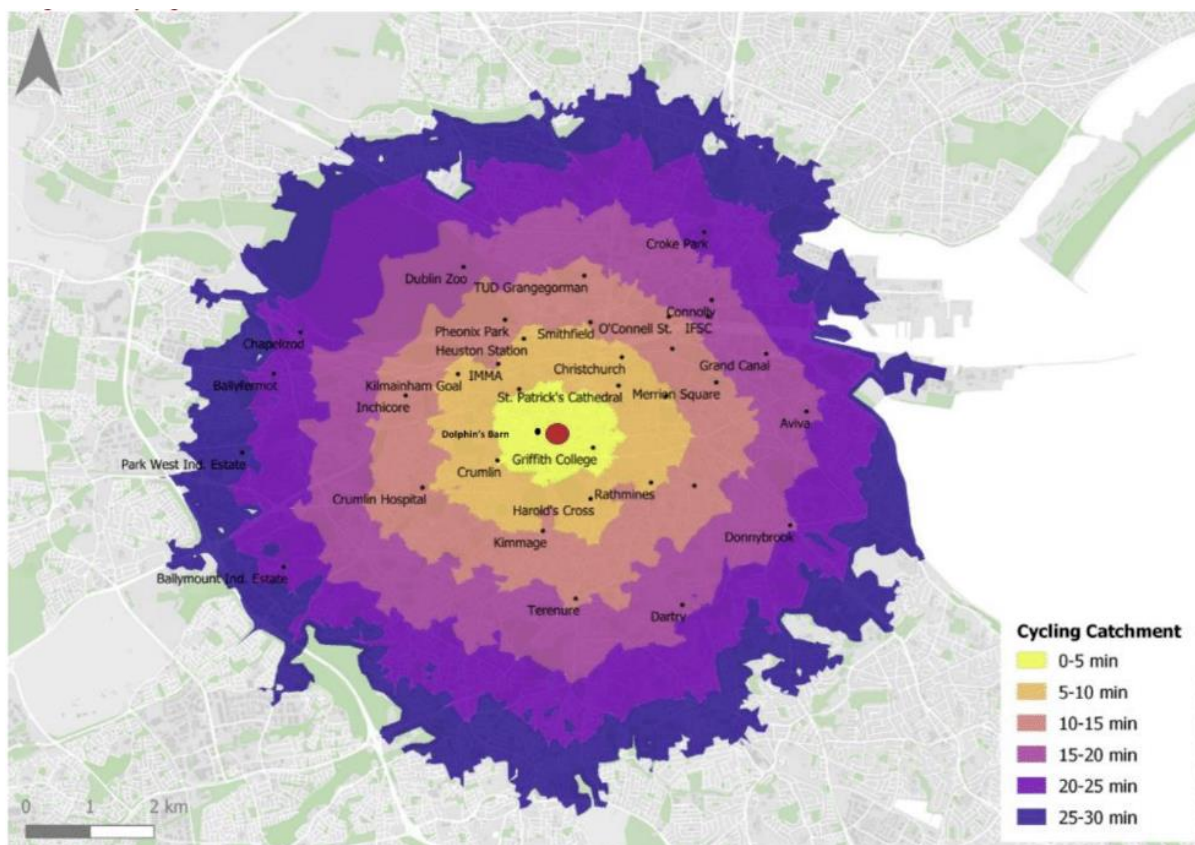 Croke Park
Dublin Zoo
TUD Grangegorman
Connolly
Pheonix Park
Smithfield
O'Connell St.
IFSC
Chapelizod
Heuston Station
Christchurch
Grand Canal
Ballyfermot
Kilmainham Goal
IMMA
Inchicore
St. Patrick's Cathedral
Merrion Square
Aviva
Dolphin's Barn
Park West Ind. Estate
Griffith College
Crumlin
Crumlin Hospital
Rathmines
Harold's Cross
Kimmage
Donnybrook
Ballymount Ind. Estate
Terenure
Dartry
Cycling Catchment
0-5 min
5-10 min
10-15 min
15-20 min
20-25 min
25-30 min
0 1 2 km